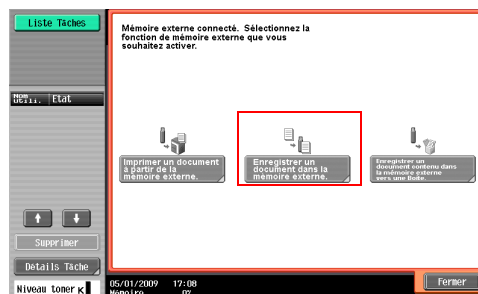 Liste Tâches
Mémoire externe connecté. Sélectionnez la
fonction de mémoire externe que vous
souhaitez activer.
Nom
Utili. Etat
Imprimer un document
à partir de la
mémoire externe.
Enregistrer un
document dans la
mémoire externe.
Enregistrer un
document contenu dans
la mémoire externe
vers une Boîte.
Supprimer
Détails Tâche
Niveau toner K
05/01/2009 17:08
Mémoire 0%
Fermer